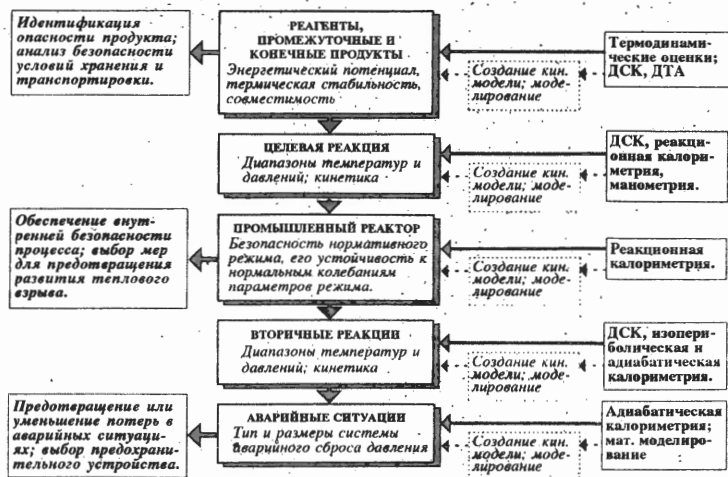 Идентификация
опасности продукта;
анализ безопасности
условий хранения и
транспортировки.
РЕАГЕНТЫ,
ПРОМЕЖУТОЧНЫЕ И
КОНЕЧНЫЕ ПРОДУКТЫ
Энергетический потенциал,
термическая стабильность,
совместимость
Создание кин.
модели; моде-
лирование
Термодинами-
ческие оценки;
ДСК, ДТА
ЦЕЛЕВАЯ РЕАКЦИЯ
Диапазоны температур и
давлений; кинетика
Создание кин.
модели; моде-
лирование
ДСК, реакци-
онная калори-
метрия,
манометрия.
Обеспечение внут-
ренней безопасности
процесса; выбор мер
для предотвращения
развития теплового
взрыва.
ПРОМЫШЛЕННЫЙ РЕАКТОР
Безопасность нормативного
режима, его устойчивость к
нормальным колебаниям
параметров режима.
Создание кин.
модели; моде-
лирование
Реакционная
калориметрия.
ВТОРИЧНЫЕ РЕАКЦИИ
Диапазоны температур и
давлений; кинетика
Создание кин.
модели; моде-
лирование
ДСК, изопери-
болическая и
адиабатическая
калориметрия.
Предотвращение или
уменьшение потерь в
аварийных ситуаци-
ях; выбор предохрани-
тельного устройства.
АВАРИЙНЫЕ СИТУАЦИИ
Тип и размеры системы
аварийного сброса давления
Создание кин.
модели; моде-
лирование
Адиабатическая
калориметрия;
мат. моделиро-
вание